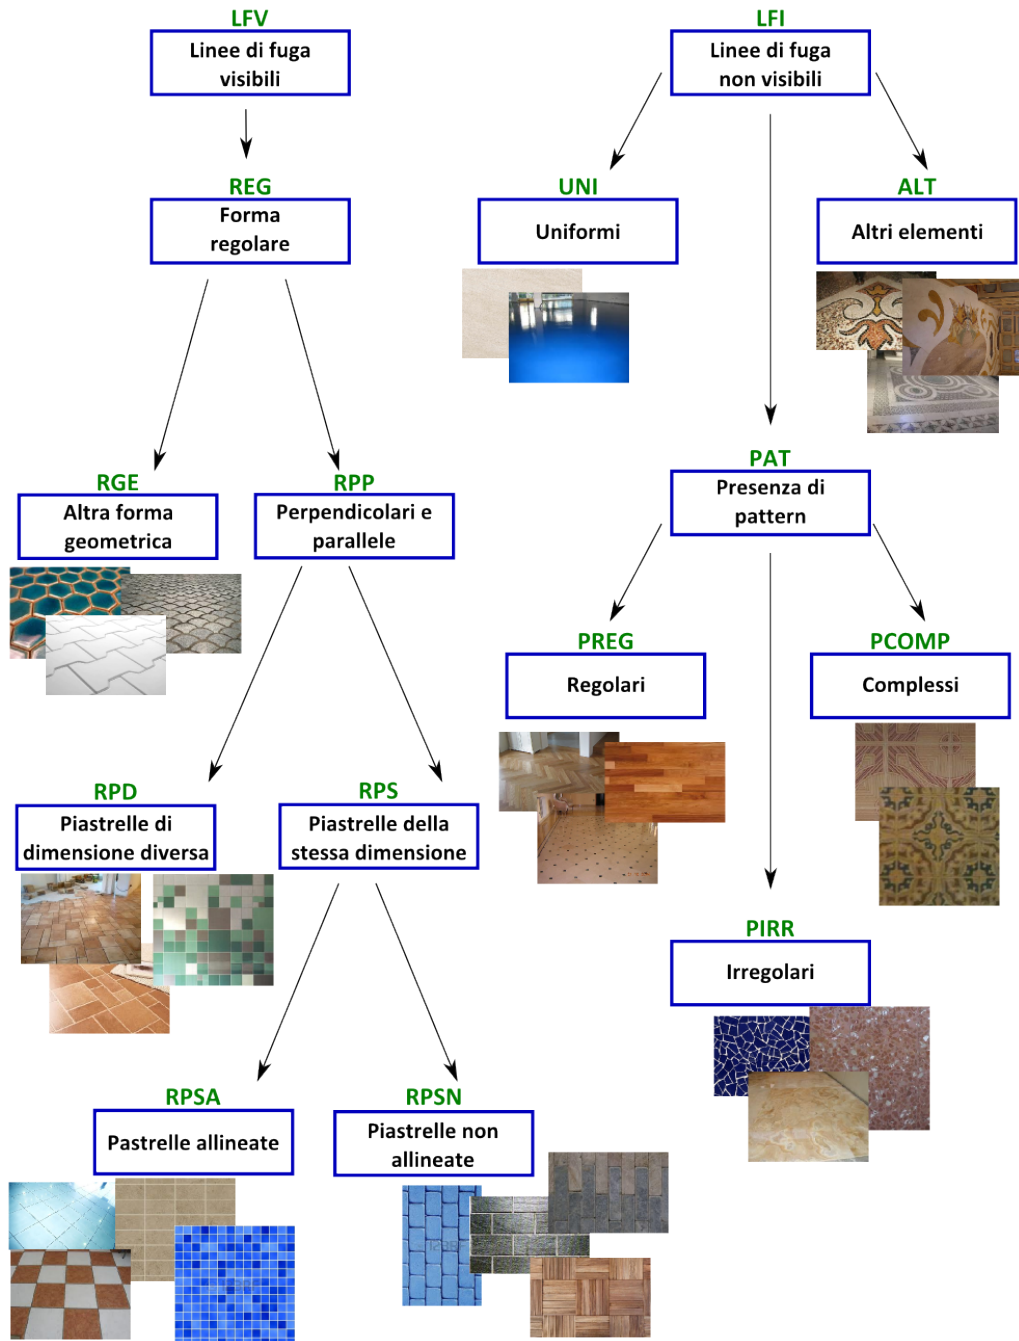 LFV
Linee di fuga
visibili
LFI
Linee di fuga
non visibili
REG
Forma
regolare
UNI
Uniformi
ALT
Altri elementi
RGE
Altra forma
geometrica
RPP
Perpendicolari e
parallele
PAT
Presenza di
pattern
PREG
Regolari
PCOMP
Complessi
RPD
Piastrelle di
dimensione diversa
RPS
Piastrelle della
stessa dimensione
PIRR
Irregolari
RPSA
Pastrelle allineate
RPSN
Piastrelle non
allineate